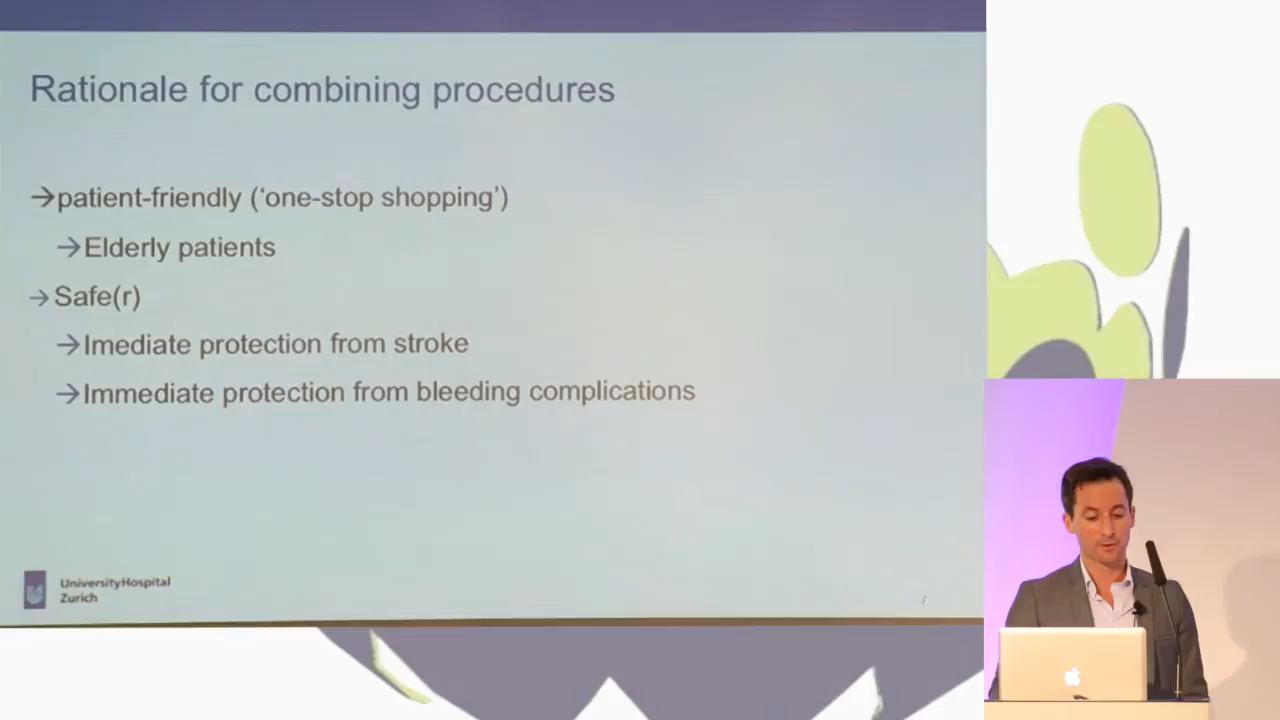 Rationale for combining procedures
→patient-friendly (‘one-stop shopping’)
→Elderly patients
→Safe(r)
→Imediate protection from stroke
→Immediate protection from bleeding complications
UniversityHospital
Zurich
7